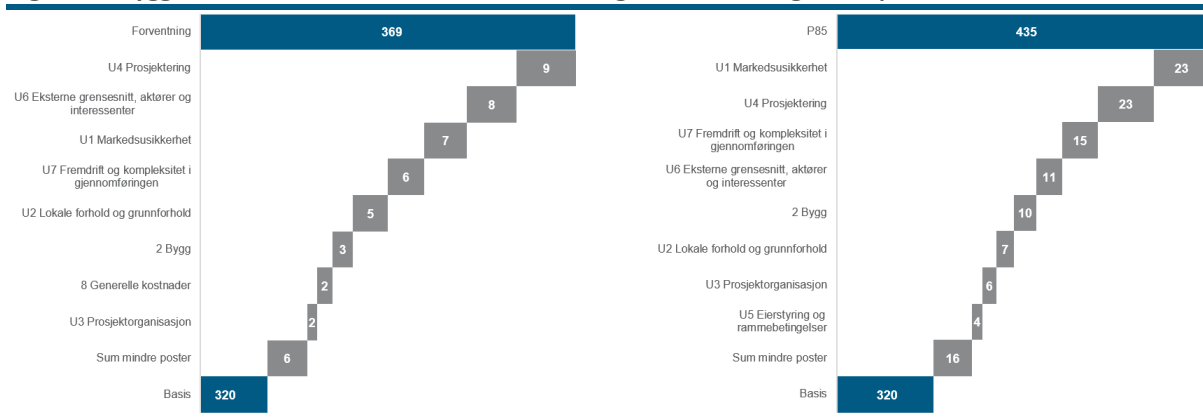 Forventning 369
U4 Prosjektering 9
U6 Eksterne grensesnitt, aktører og
interessenter 8
U1 Markedsusikkerhet 7
U7 Fremdrift og kompleksitet i
gjennomføringen 6
U2 Lokale forhold og grunnforhold 5
2 Bygg 3
8 Generelle kostnader 2
U3 Prosjektorganisasjon 2
Sum mindre poster 6
Basis 320
P85 435
U1 Markedsusikkerhet 23
U4 Prosjektering 23
U7 Fremdrift og kompleksitet i
gjennomføringen 15
U6 Eksterne grensesnitt, aktører
og interessenter 11
2 Bygg 10
U2 Lokale forhold og grunnforhold 7
U3 Prosjektorganisasjon 6
U5 Eierstyring og
rammebetingelser 4
Sum mindre poster 16
Basis 320